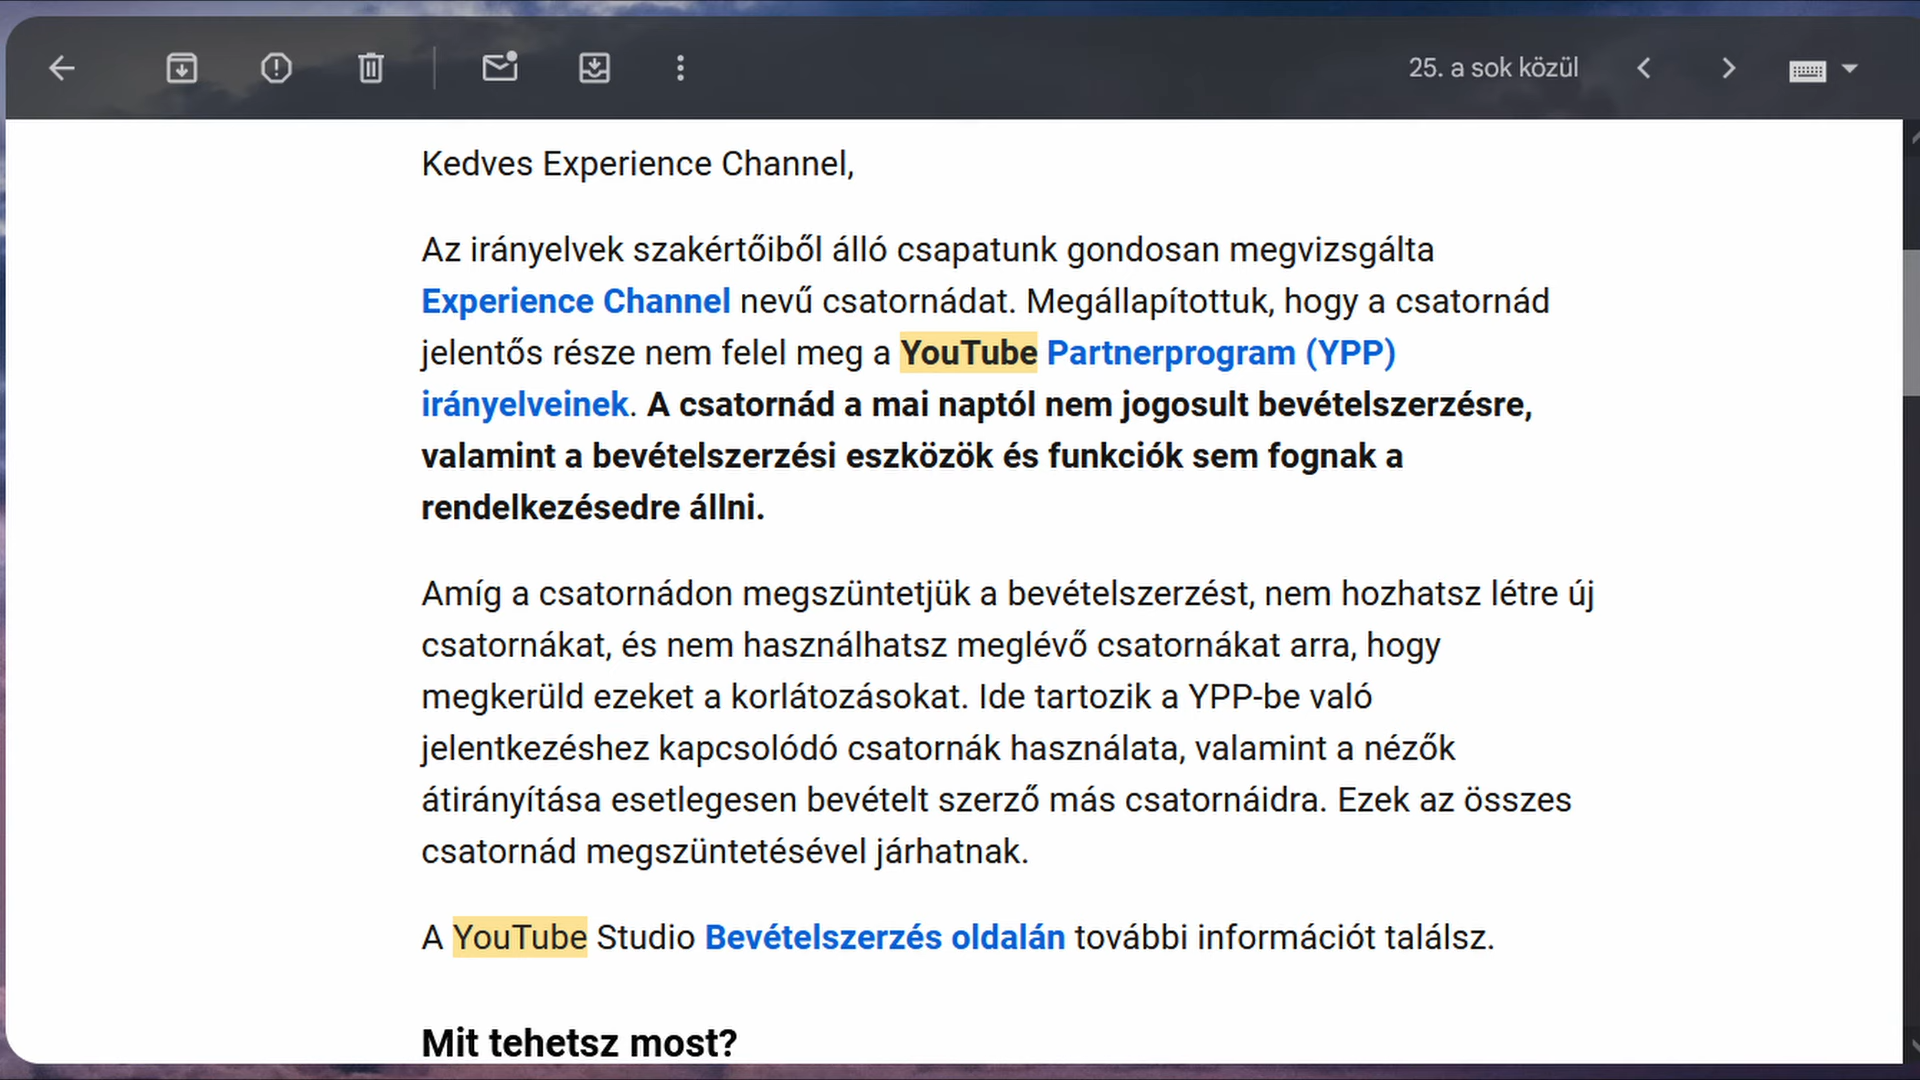 25. a sok közül
Kedves Experience Channel,
Az irányelvek szakértőiből álló csapatunk gondosan megvizsgálta
Experience Channel nevű csatornádat. Megállapítottuk, hogy a csatornád
jelentős része nem felel meg a YouTube Partnerprogram (YPP)
irányelveinek. A csatornád a mai naptól nem jogosult bevételszerzésre,
valamint a bevételszerzési eszközök és funkciók sem fognak a
rendelkezésedre állni.
Amíg a csatornádon megszüntetjük a bevételszerzést, nem hozhatsz létre új
csatornákat, és nem használhatsz meglévő csatornákat arra, hogy
megkerüld ezeket a korlátozásokat. Ide tartozik a YPP-be való
jelentkezéshez kapcsolódó csatornák használata, valamint a nézők
átirányítása esetlegesen bevételt szerző más csatornáidra. Ezek az összes
csatornád megszüntetésével járhatnak.
A YouTube Studio Bevételszerzés oldalán további információt találsz.
Mit tehetsz most?